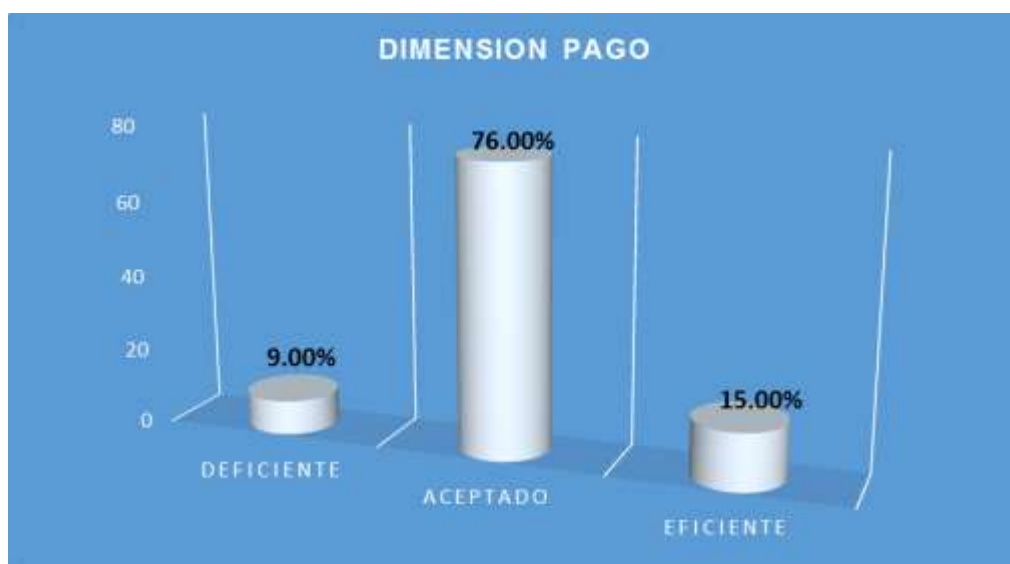 DIMENSION PAGO
80
60
40
20
0
9.00%
76.00%
15.00%
DEFICIENTE
ACEPTADO
EFICIENTE